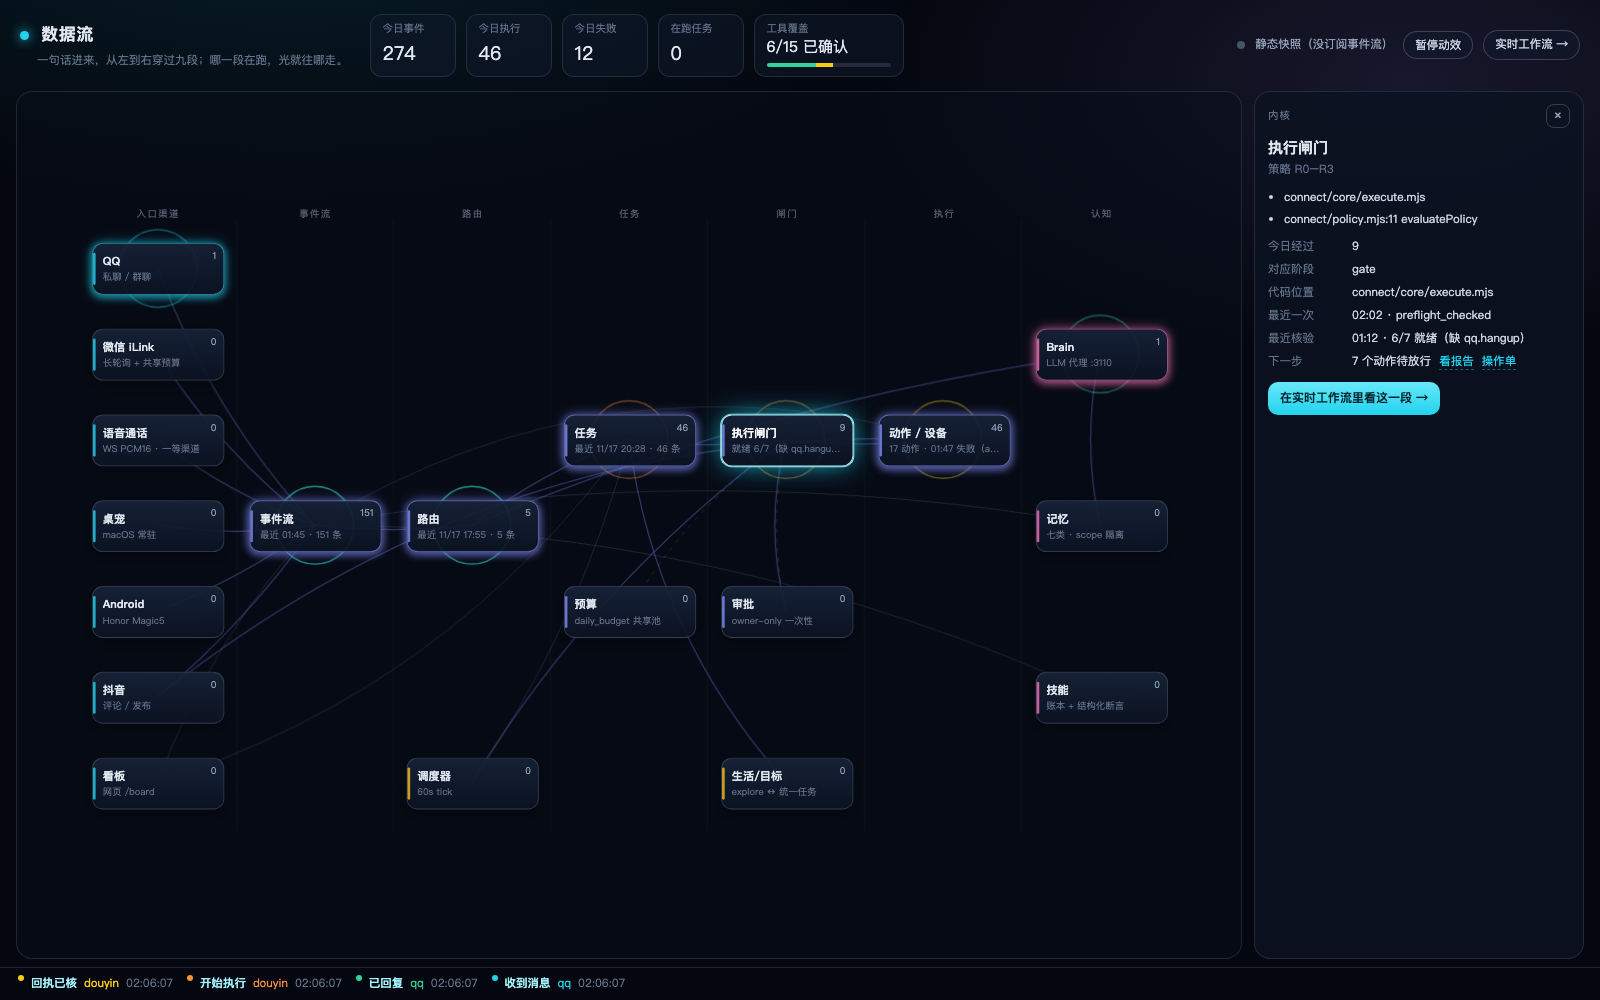 数据流
一句话进来，从左到右穿过九段；哪一段在跑，光就往哪走。
今日事件
274
今日执行
46
今日失败
12
在跑任务
0
工具覆盖
6/15 已确认
静态快照（没订阅事件流）
暂停动效
实时工作流 →
入口渠道
事件流
路由
任务
闸门
执行
认知
QQ
1
私聊 / 群聊
微信 iLink
0
长轮询 + 共享预算
语音通话
0
WS PCM16 · 一等渠道
桌宠
0
macOS 常驻
Android
0
Honor Magic5
抖音
0
评论 / 发布
看板
0
网页 /board
事件流
151
最近 01:45 · 151 条
路由
5
最近 11/17 17:55 · 5 条
调度器
0
60s tick
任务
46
最近 11/17 20:28 · 46 条
预算
0
daily_budget 共享池
执行闸门
9
就绪 6/7（缺 qq.hangu…
审批
0
owner-only 一次性
生活/目标
0
explore ↔ 统一任务
动作 / 设备
46
17 动作 · 01:47 失败（a…
Brain
1
LLM 代理 :3110
记忆
0
七类 · scope 隔离
技能
0
账本 + 结构化断言
内核
×
执行闸门
策略 R0—R3
• connect/core/execute.mjs
• connect/policy.mjs:11 evaluatePolicy
今日经过 9
对应阶段 gate
代码位置 connect/core/execute.mjs
最近一次 02:02 · preflight_checked
最近核验 01:12 · 6/7 就绪（缺 qq.hangup）
下一步 7 个动作待放行 看报告 操作单
在实时工作流里看这一段 →
回执已核 douyin 02:06:07 开始执行 douyin 02:06:07 已回复 qq 02:06:07 收到消息 qq 02:06:07